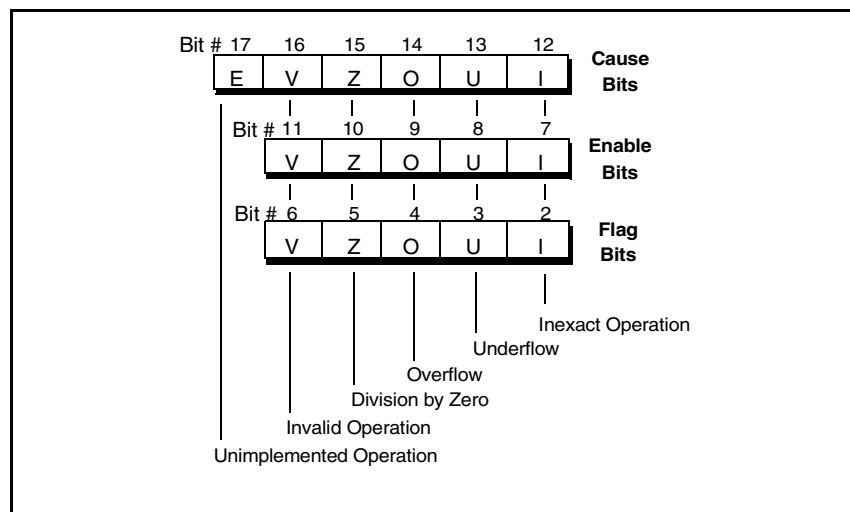 Bit # 17 16 15 14 13 12
E V Z O U I
Cause
Bits
Bit # 11 10 9 8 7
V Z O U I
Enable
Bits
Bit # 6 5 4 3 2
V Z O U I
Flag
Bits
Inexact Operation
Underflow
Overflow
Division by Zero
Invalid Operation
Unimplemented Operation